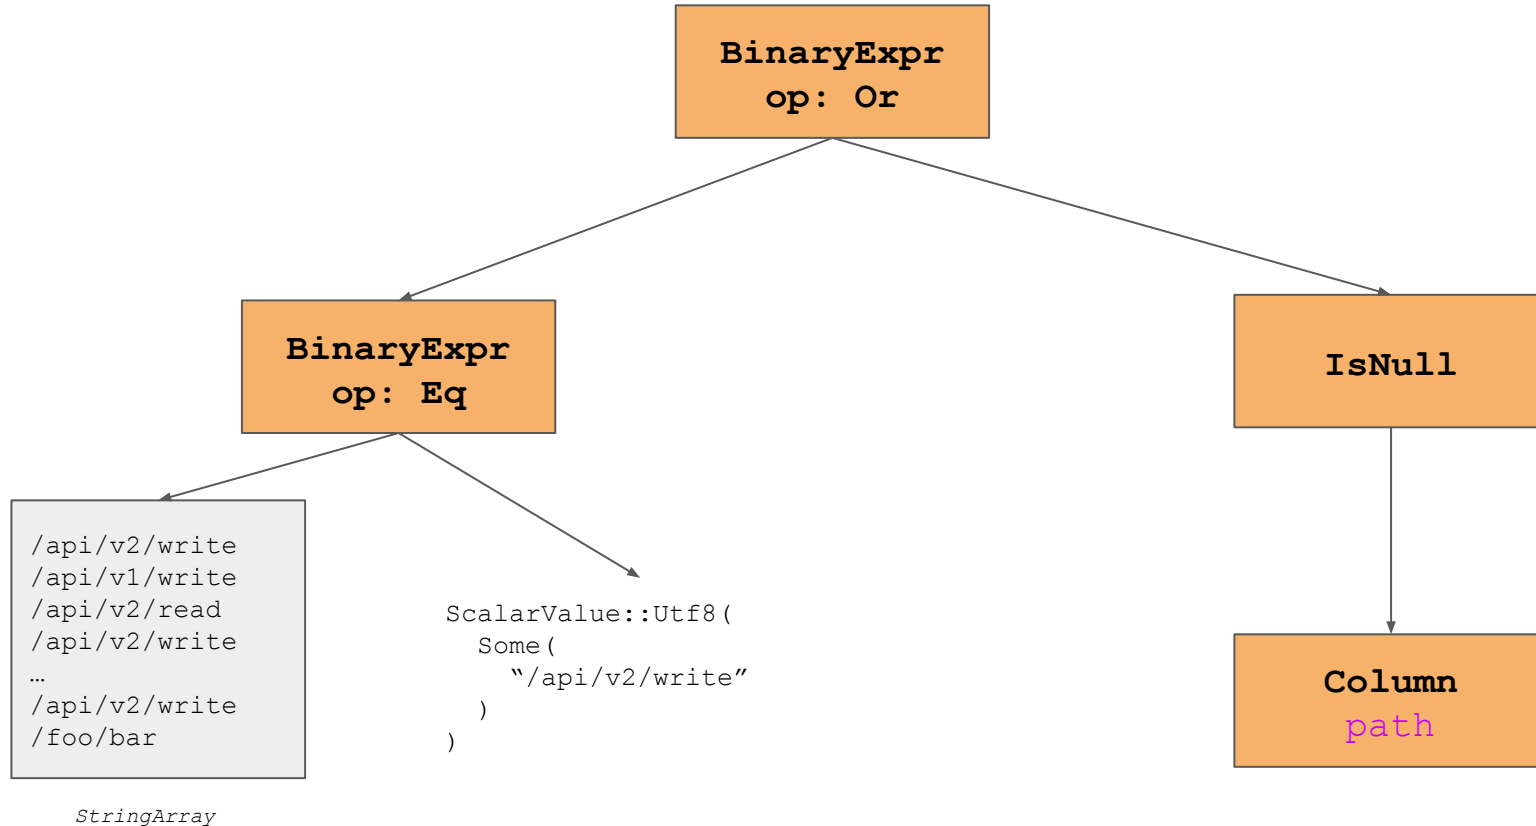 BinaryExpr
op: Or
BinaryExpr
op: Eq
IsNull
/api/v2/write
/api/v1/write
/api/v2/read
/api/v2/write
…
/api/v2/write
/foo/bar
StringArray
ScalarValue::Utf8(
  Some(
    “/api/v2/write”
  )
)
Column
path